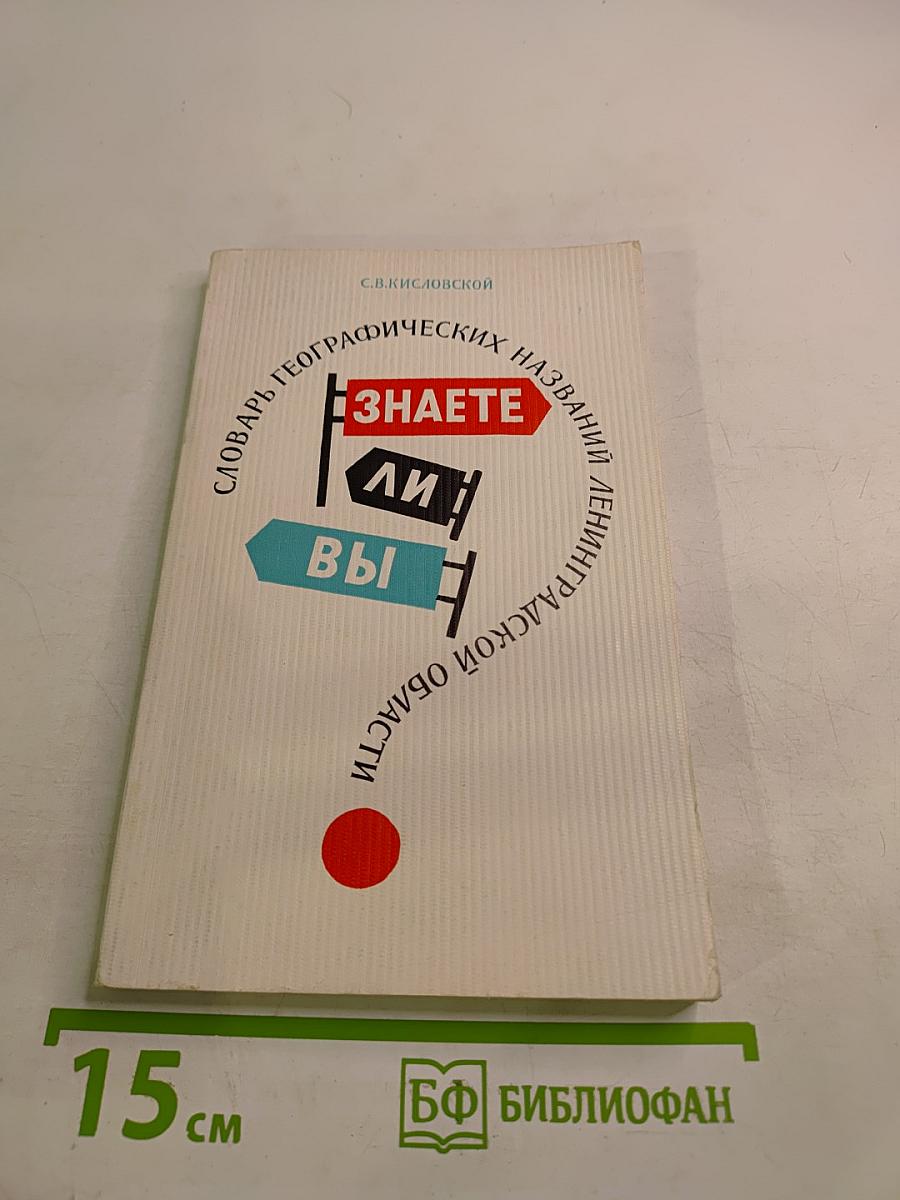 С.В.КИСЛОВСКОЙ
СЛОВАРЬ ГЕОГРАФИЧЕСКИХ НАЗВАНИЙ ЛЕНИНГРАДСКОЙ ОБЛАСТИ
ЗНАЕТЕ
ЛИ
ВЫ
15 см
БФ БИБЛИОФАН